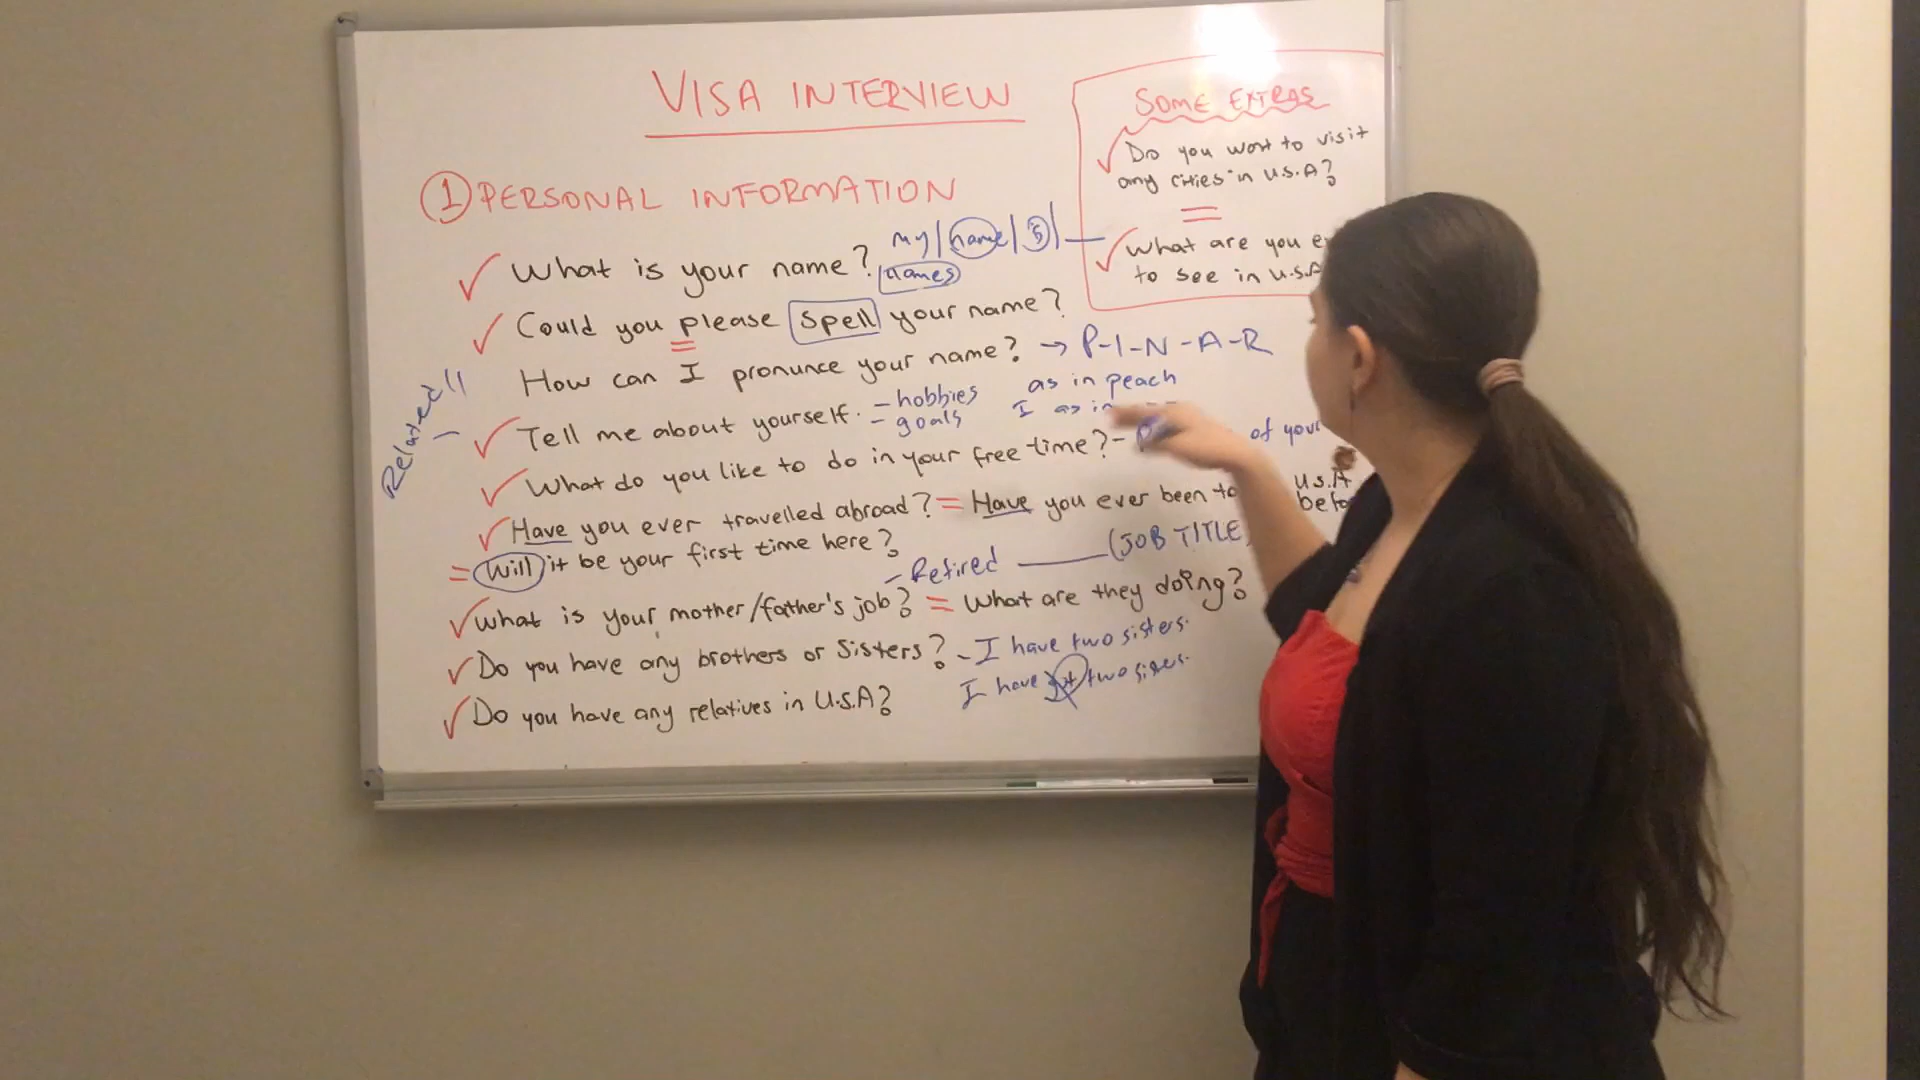 VISA INTERVIEW
① PERSONAL INFORMATION
What is your name?
my | name | is |
names
Could you please spell your name?
How can I pronunce your name? → P-I-N-A-R
as in peach
I as in
Related!!
Tell me about yourself. - hobbies
- goals
What do you like to do in your free time? -
of your
Have you ever travelled abroad? = Have you ever been to U.S.A
= Will it be your first time here?
- Retired (JOB TITLE)
What is your mother/father's job? = What are they doing?
Do you have any brothers or sisters? - I have two sisters.
I have got two sisters.
Do you have any relatives in U.S.A?
SOME EXTRAS
Do you want to visit
any cities in U.S.A?
=
What are you
to see in U.S.A